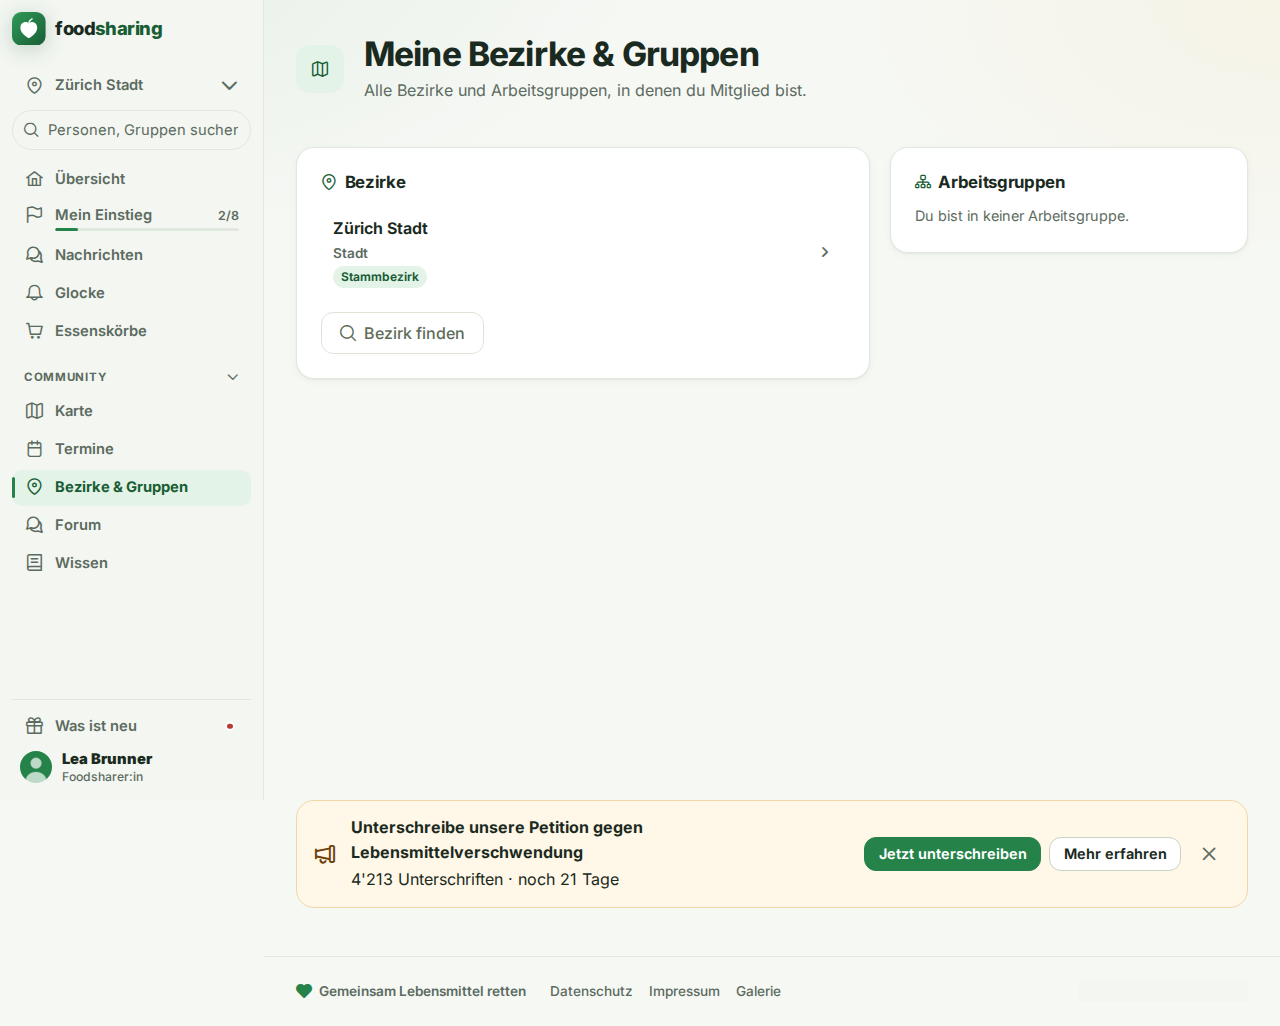 foodsharing
Zürich Stadt
Personen, Gruppen sucher
Übersicht
Mein Einstieg 2/8
Nachrichten
Glocke
Essenskörbe
COMMUNITY
Karte
Termine
Bezirke & Gruppen
Forum
Wissen
Was ist neu
Lea Brunner
Foodsharer:in
Meine Bezirke & Gruppen
Alle Bezirke und Arbeitsgruppen, in denen du Mitglied bist.
Bezirke
Zürich Stadt
Stadt
Stammbezirk
Bezirk finden
Arbeitsgruppen
Du bist in keiner Arbeitsgruppe.
Unterschreibe unsere Petition gegen
Lebensmittelverschwendung
4'213 Unterschriften · noch 21 Tage
Jetzt unterschreiben
Mehr erfahren
Gemeinsam Lebensmittel retten Datenschutz Impressum Galerie